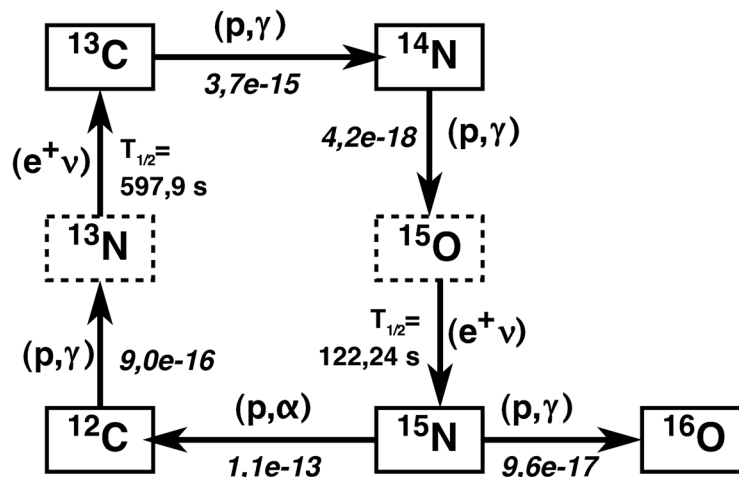 (p,γ)
¹³C
¹⁴N
3,7e-15
(e⁺ν)
T₁/₂=
597,9 s
4,2e-18
(p,γ)
¹³N
¹⁵O
(p,γ)
9,0e-16
T₁/₂=
122,24 s
(e⁺ν)
(p,α)
(p,γ)
¹²C
¹⁵N
¹⁶O
1,1e-13
9,6e-17